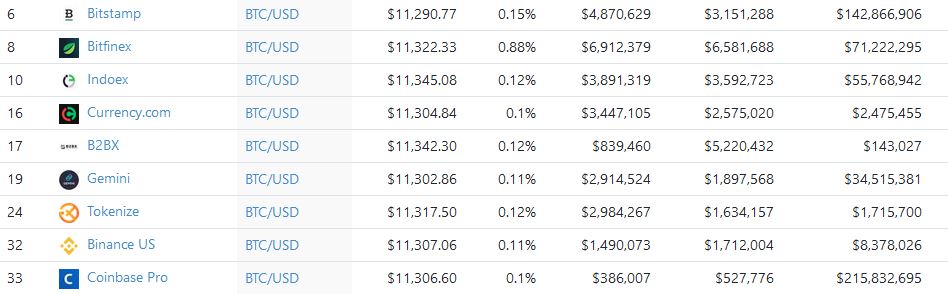 6 Bitstamp BTC/USD $11,290.77 0.15% $4,870,629 $3,151,288 $142,866,906
8 Bitfinex BTC/USD $11,322.33 0.88% $6,912,379 $6,581,688 $71,222,295
10 Indoex BTC/USD $11,345.08 0.12% $3,891,319 $3,592,723 $55,768,942
16 Currency.com BTC/USD $11,304.84 0.1% $3,447,105 $2,575,020 $2,475,455
17 B2BX BTC/USD $11,342.30 0.12% $839,460 $5,220,432 $143,027
19 Gemini BTC/USD $11,302.86 0.11% $2,914,524 $1,897,568 $34,515,381
24 Tokenize BTC/USD $11,317.50 0.12% $2,984,267 $1,634,157 $1,715,700
32 Binance US BTC/USD $11,307.06 0.11% $1,490,073 $1,712,004 $8,378,026
33 Coinbase Pro BTC/USD $11,306.60 0.1% $386,007 $527,776 $215,832,695